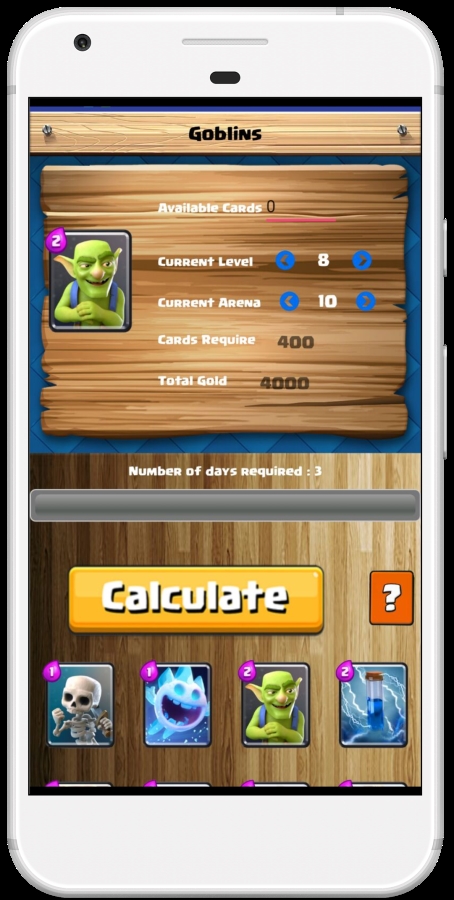 Goblins
Available Cards 0
2
Current Level 8
Current Arena 10
Cards Require 400
Total Gold 4000
Number of days required : 3
Calculate ?
1 1 2 2